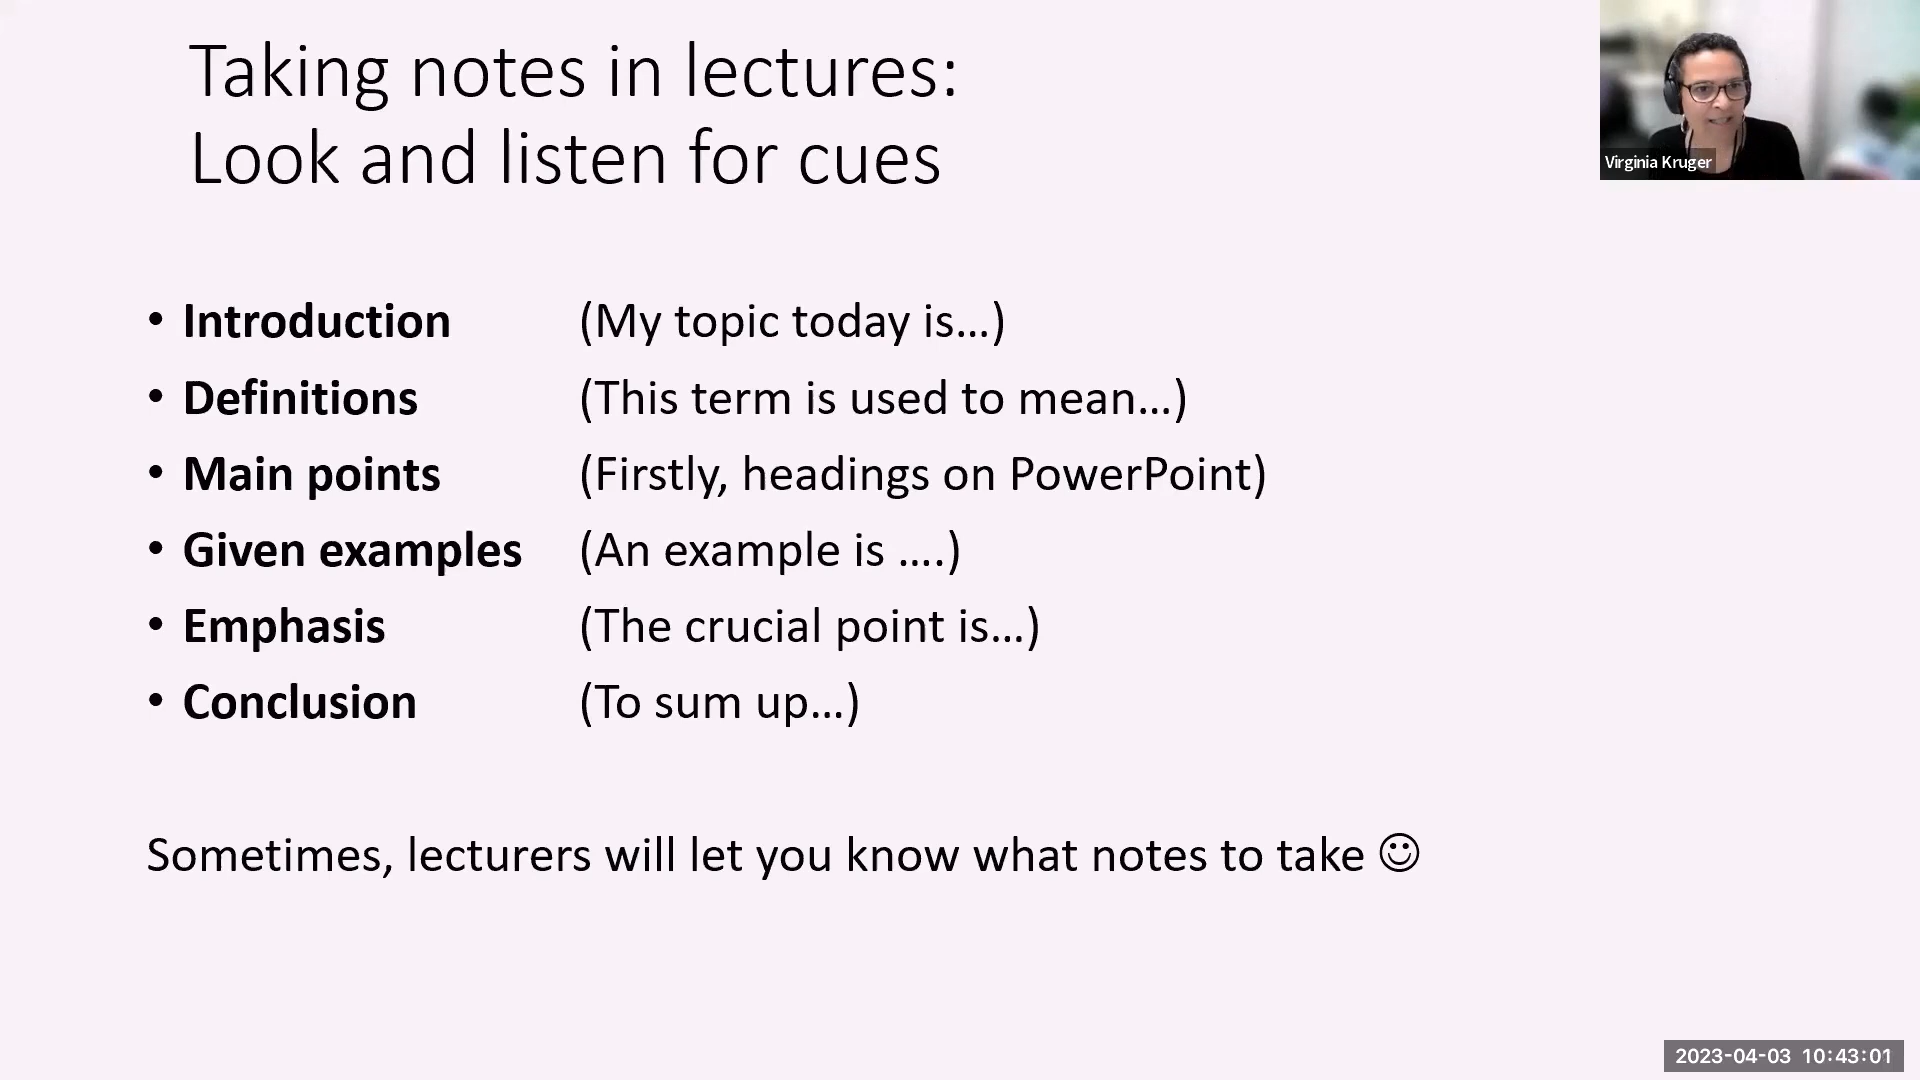 Taking notes in lectures:
Look and listen for cues
Virginia Kruger
• Introduction (My topic today is...)
• Definitions (This term is used to mean...)
• Main points (Firstly, headings on PowerPoint)
• Given examples (An example is ....)
• Emphasis (The crucial point is...)
• Conclusion (To sum up...)
Sometimes, lecturers will let you know what notes to take ☺
2023-04-03 10:43:01